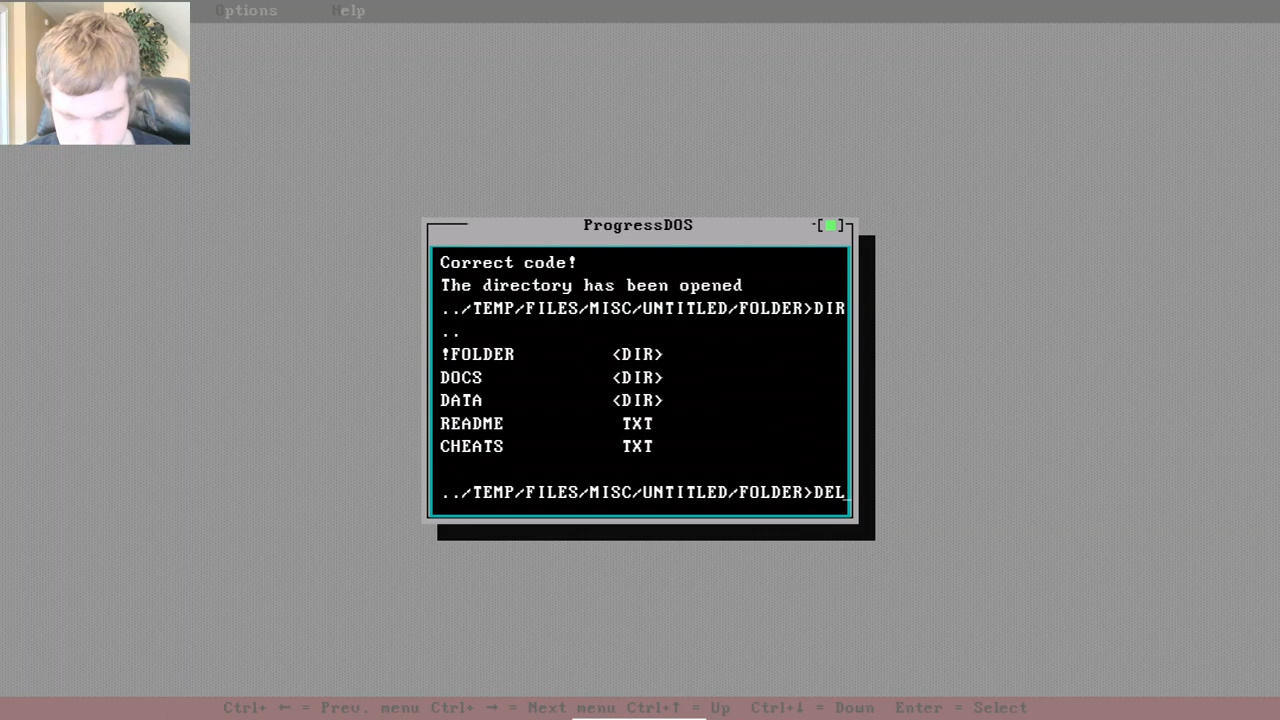 Options Help
ProgressDOS
Correct code!
The directory has been opened
../TEMP/FILES/MISC/UNTITLED/FOLDER>DIR
..
!FOLDER <DIR>
DOCS <DIR>
DATA <DIR>
README TXT
CHEATS TXT
../TEMP/FILES/MISC/UNTITLED/FOLDER>DEL_
Ctrl+ ← = Prev. menu Ctrl+ → = Next menu Ctrl+↑ = Up Ctrl+↓ = Down Enter = Select